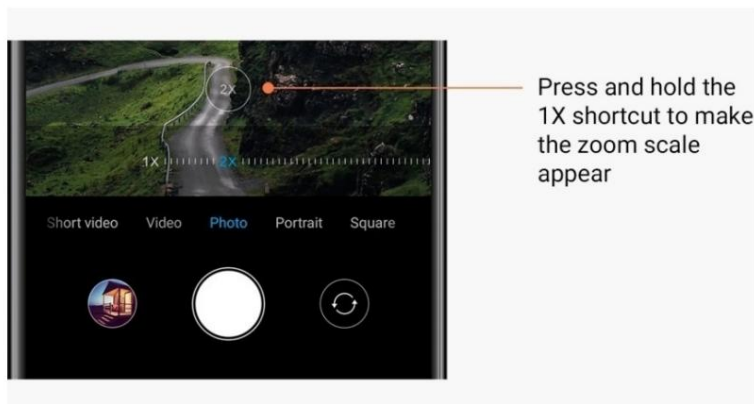 2X
Press and hold the
1X shortcut to make
the zoom scale
appear
1X 2X
Short video Video Photo Portrait Square